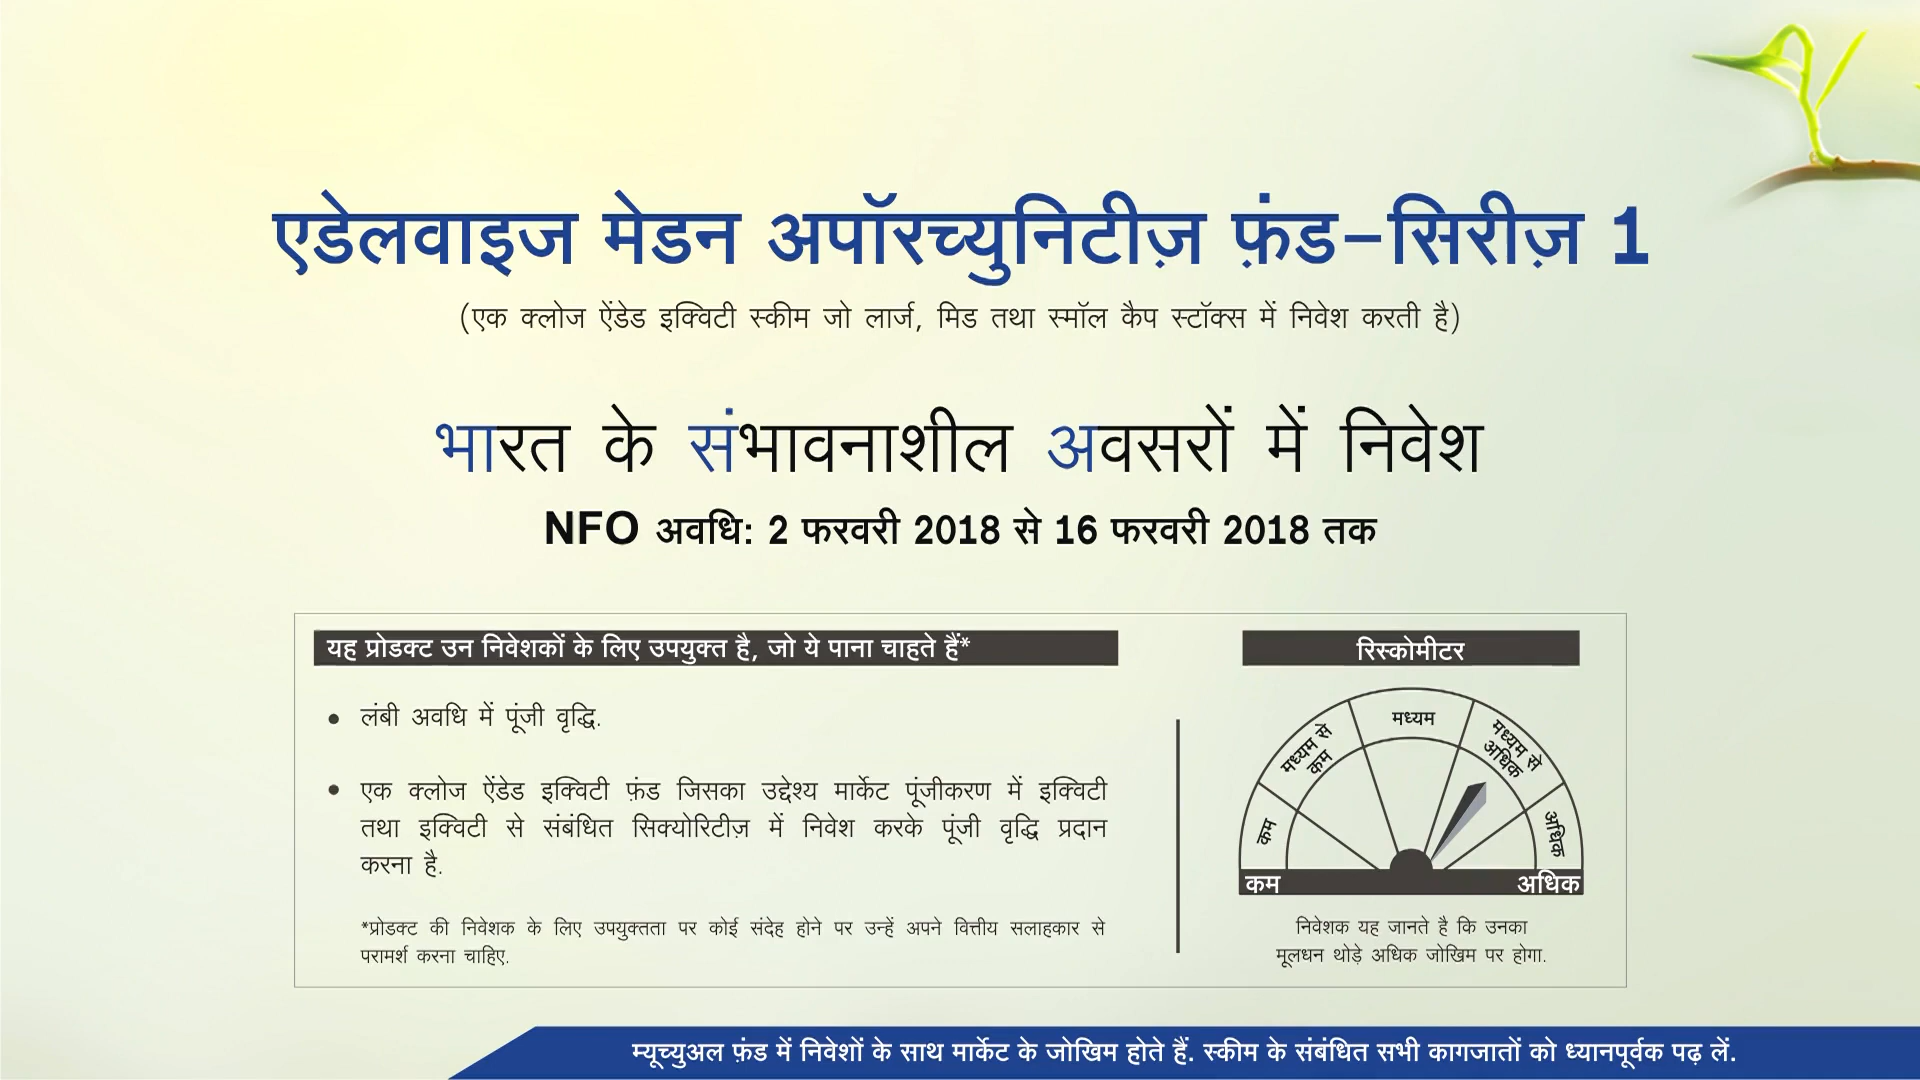 एडेलवाइज मेडन अपॉरच्युनिटीज़ फ़ंड–सिरीज़ 1
(एक क्लोज ऐंडेड इक्विटी स्कीम जो लार्ज, मिड तथा स्मॉल कैप स्टॉक्स में निवेश करती है)
भारत के संभावनाशील अवसरों में निवेश
NFO अवधि: 2 फरवरी 2018 से 16 फरवरी 2018 तक
यह प्रोडक्ट उन निवेशकों के लिए उपयुक्त है, जो ये पाना चाहते हैं*
• लंबी अवधि में पूंजी वृद्धि.
• एक क्लोज ऐंडेड इक्विटी फ़ंड जिसका उद्देश्य मार्केट पूंजीकरण में इक्विटी
तथा इक्विटी से संबंधित सिक्योरिटीज़ में निवेश करके पूंजी वृद्धि प्रदान
करना है.
*प्रोडक्ट की निवेशक के लिए उपयुक्तता पर कोई संदेह होने पर उन्हें अपने वित्तीय सलाहकार से
परामर्श करना चाहिए.
रिस्कोमीटर
कम
मध्यम से
कम
मध्यम
मध्यम से
अधिक
अधिक
कम
अधिक
निवेशक यह जानते है कि उनका
मूलधन थोड़े अधिक जोखिम पर होगा.
म्यूच्युअल फ़ंड में निवेशों के साथ मार्केट के जोखिम होते हैं. स्कीम के संबंधित सभी कागजातों को ध्यानपूर्वक पढ़ लें.